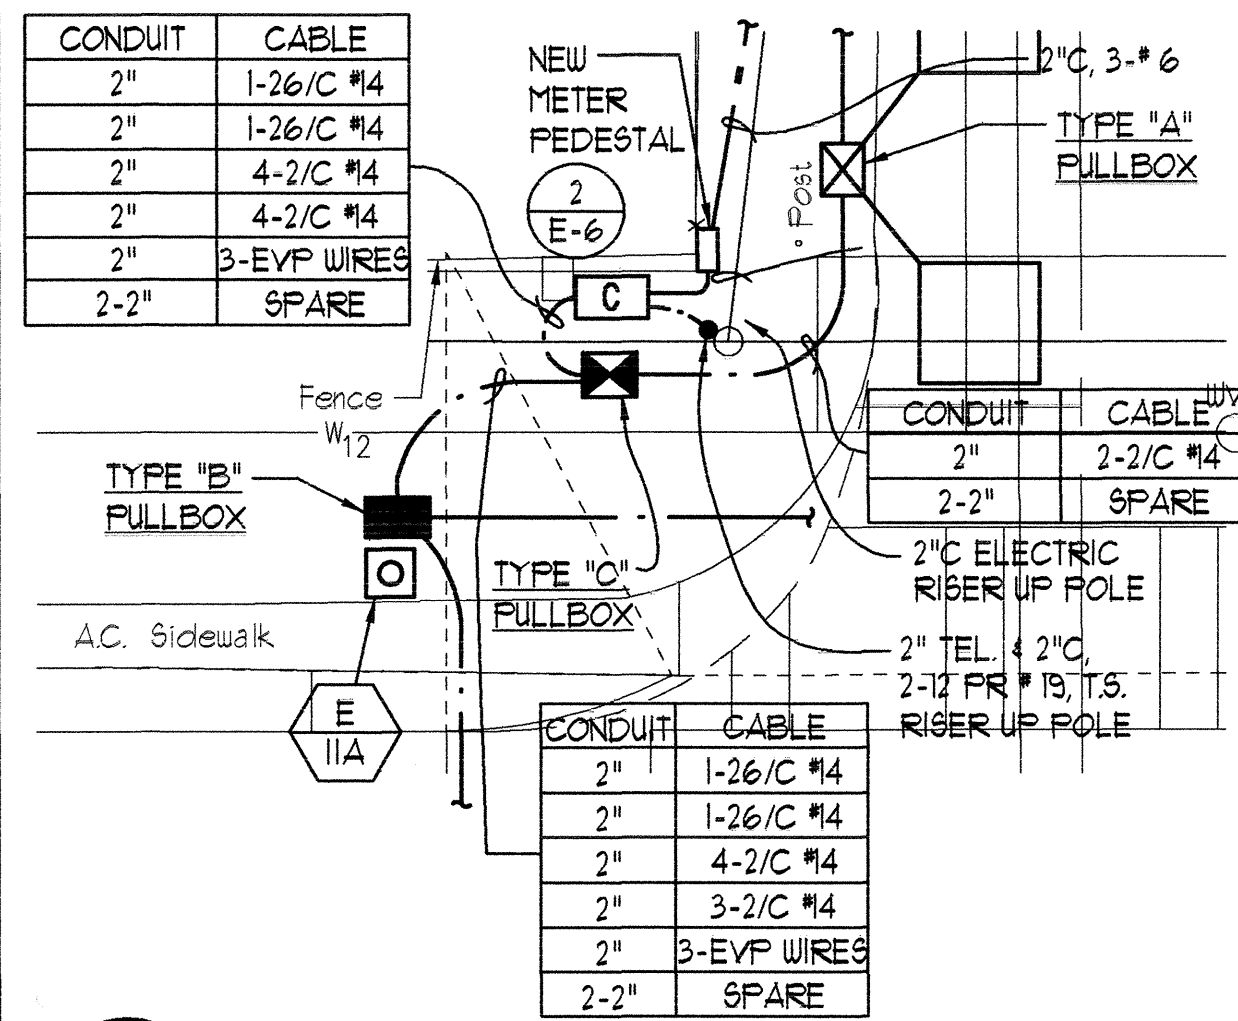 CONDUIT CABLE
2" 1-26/C #14
2" 1-26/C #14
2" 4-2/C #14
2" 4-2/C #14
2" 3-EVP WIRES
2-2" SPARE
NEW
METER
PEDESTAL
2
E-6
2"C, 3-#6
TYPE "A"
PULLBOX
Post
C
Fence
W12
TYPE "B"
PULLBOX
CONDUIT CABLE
2" 2-2/C #14
2-2" SPARE
WV
TYPE "C"
PULLBOX
2"C ELECTRIC
RISER UP POLE
A.C. Sidewalk
2" TEL. & 2"C,
2-12 PR #19, T.S.
RISER UP POLE
E
11A
CONDUIT CABLE
2" 1-26/C #14
2" 1-26/C #14
2" 4-2/C #14
2" 3-2/C #14
2" 3-EVP WIRES
2-2" SPARE